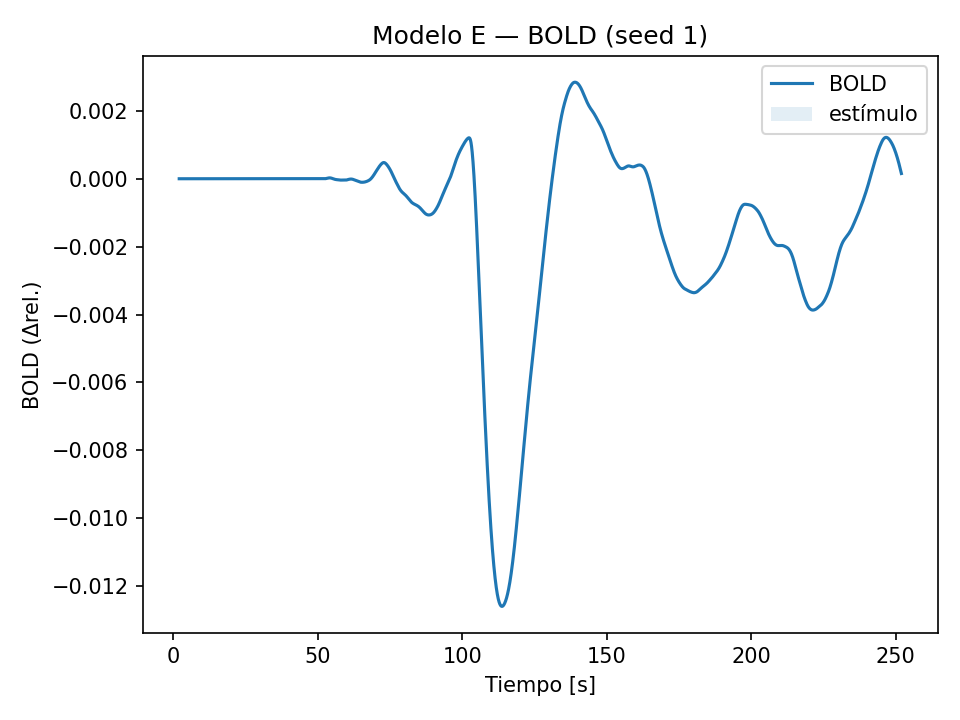 Modelo E — BOLD (seed 1)
BOLD
estímulo
0.002
0.000
−0.002
−0.004
−0.006
−0.008
−0.010
−0.012
BOLD (Δrel.)
0
50
100
150
200
250
Tiempo [s]